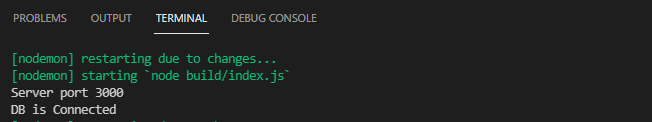 PROBLEMS OUTPUT TERMINAL DEBUG CONSOLE
[nodemon] restarting due to changes...
[nodemon] starting `node build/index.js`
Server port 3000
DB is Connected